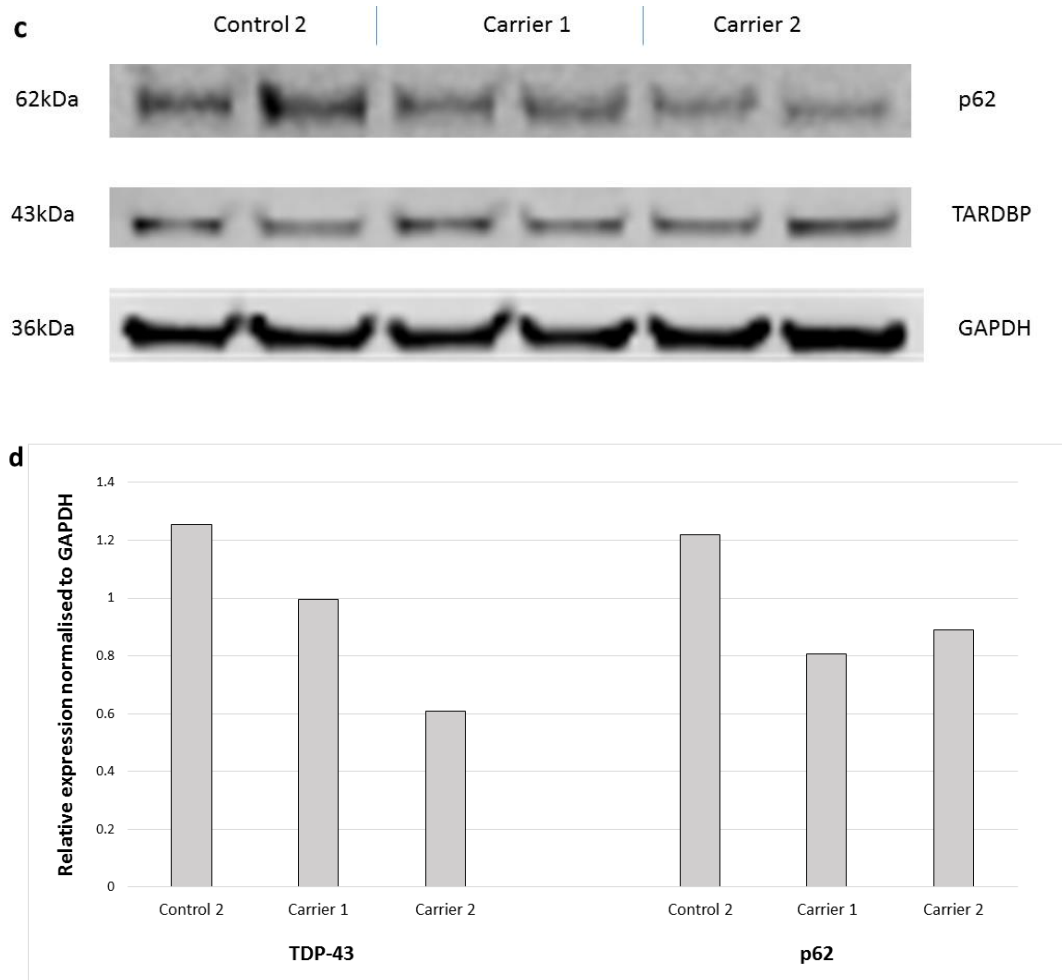 c
Control 2 Carrier 1 Carrier 2
62kDa p62
43kDa TARDBP
36kDa GAPDH
d
Relative expression normalised to GAPDH
1.4
1.2
1
0.8
0.6
0.4
0.2
0
Control 2 Carrier 1 Carrier 2 Control 2 Carrier 1 Carrier 2
TDP-43 p62